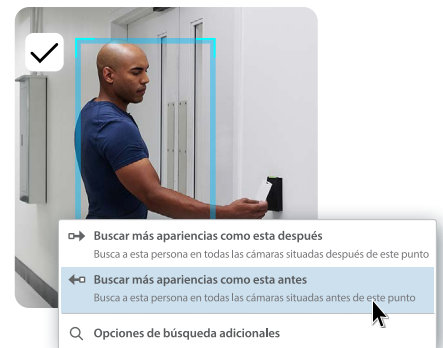 Buscar más apariencias como esta después
Busca a esta persona en todas las cámaras situadas después de este punto
Buscar más apariencias como esta antes
Busca a esta persona en todas las cámaras situadas antes de este punto
Opciones de búsqueda adicionales